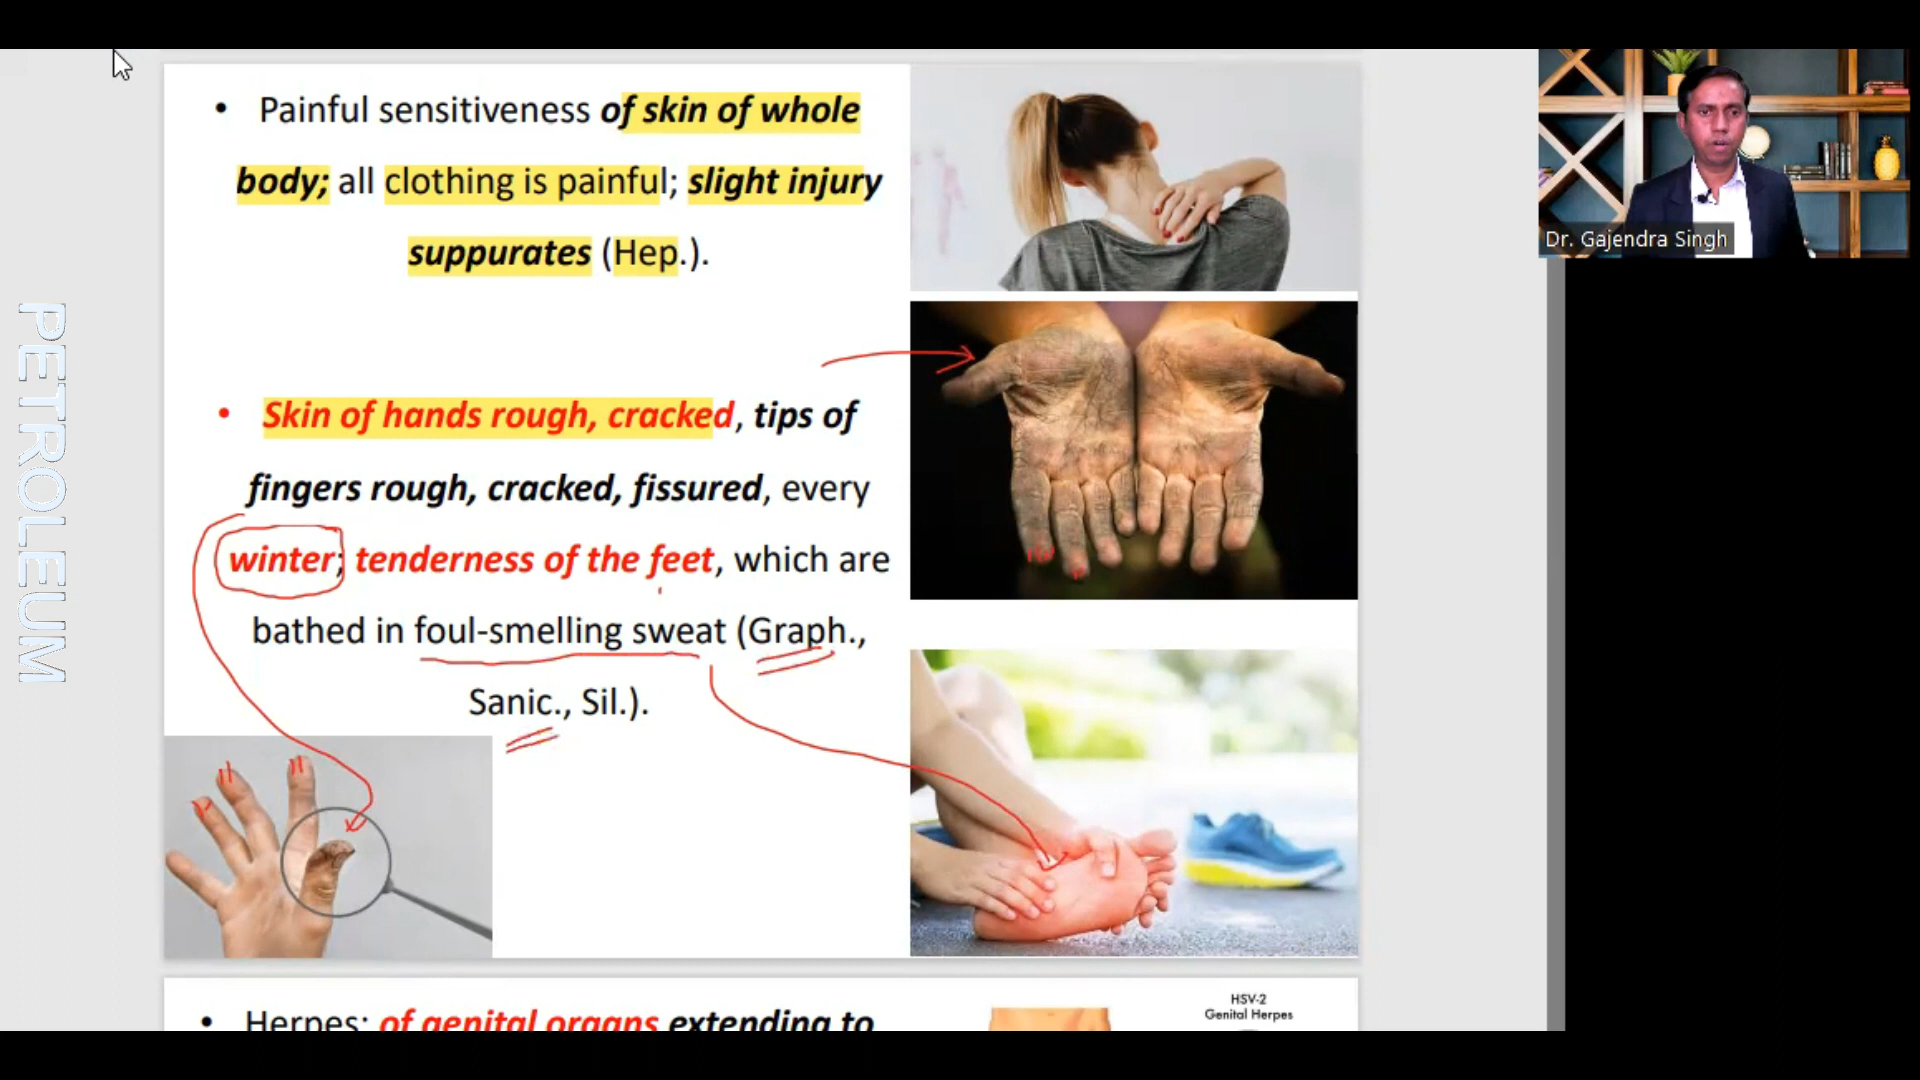 • Painful sensitiveness of skin of whole
body; all clothing is painful; slight injury
suppurates (Hep.).
• Skin of hands rough, cracked, tips of
fingers rough, cracked, fissured, every
winter; tenderness of the feet, which are
bathed in foul-smelling sweat (Graph.,
Sanic., Sil.).
• Herpes: of genital organs extending to
HSV-2
Genital Herpes
PETROLEUM
Dr. Gajendra Singh